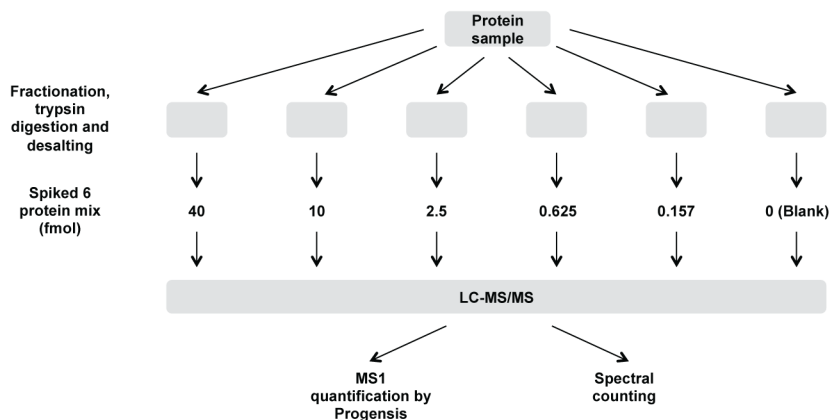 Protein
sample
Fractionation,
trypsin
digestion and
desalting
Spiked 6
protein mix
(fmol)
40
10
2.5
0.625
0.157
0 (Blank)
LC-MS/MS
MS1
quantification by
Progensis
Spectral
counting